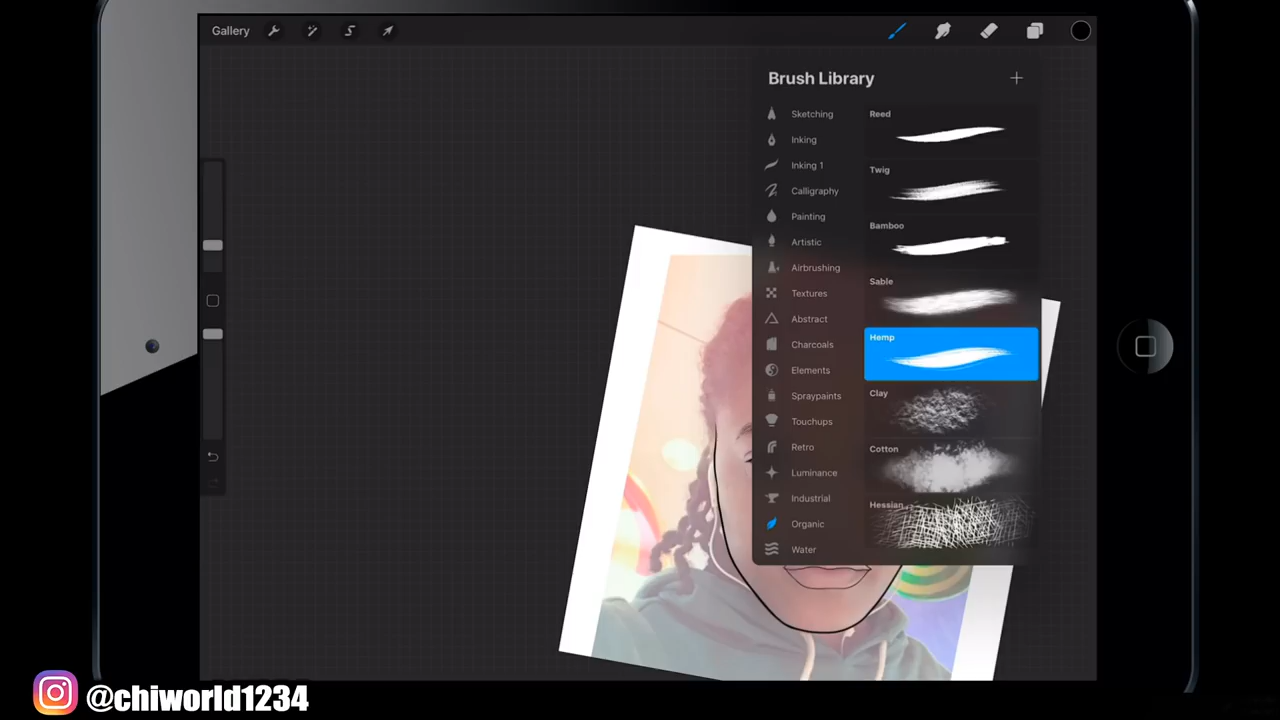 Gallery
Brush Library
Sketching
Inking
Inking 1
Calligraphy
Painting
Artistic
Airbrushing
Textures
Abstract
Charcoals
Elements
Spraypaints
Touchups
Retro
Luminance
Industrial
Organic
Water
Reed
Twig
Bamboo
Sable
Hemp
Clay
Cotton
Hessian
@chiworld1234